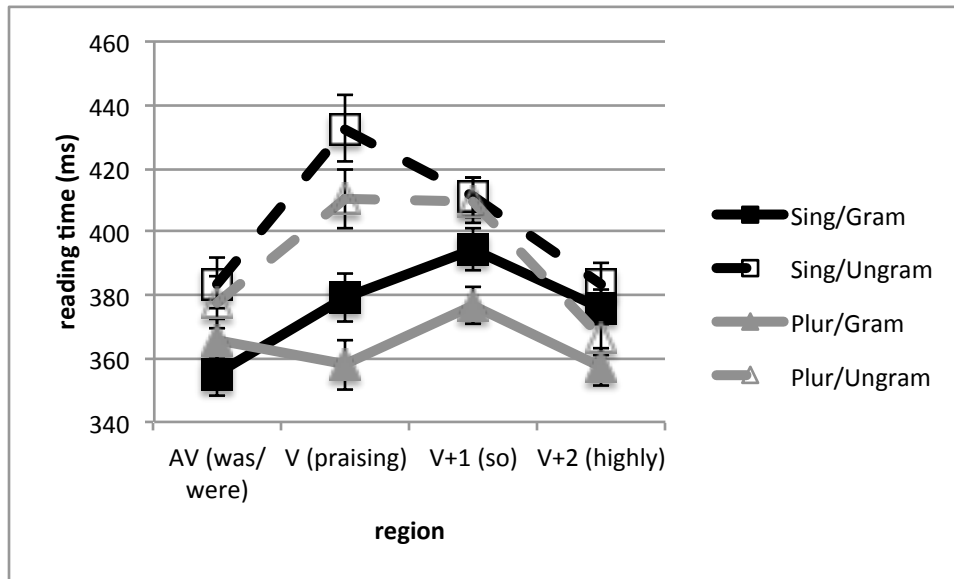 460
440
420
400
380
360
340
reading time (ms)
AV (was/
were)
V (praising)
V+1 (so)
V+2 (highly)
region
Sing/Gram
Sing/Ungram
Plur/Gram
Plur/Ungram